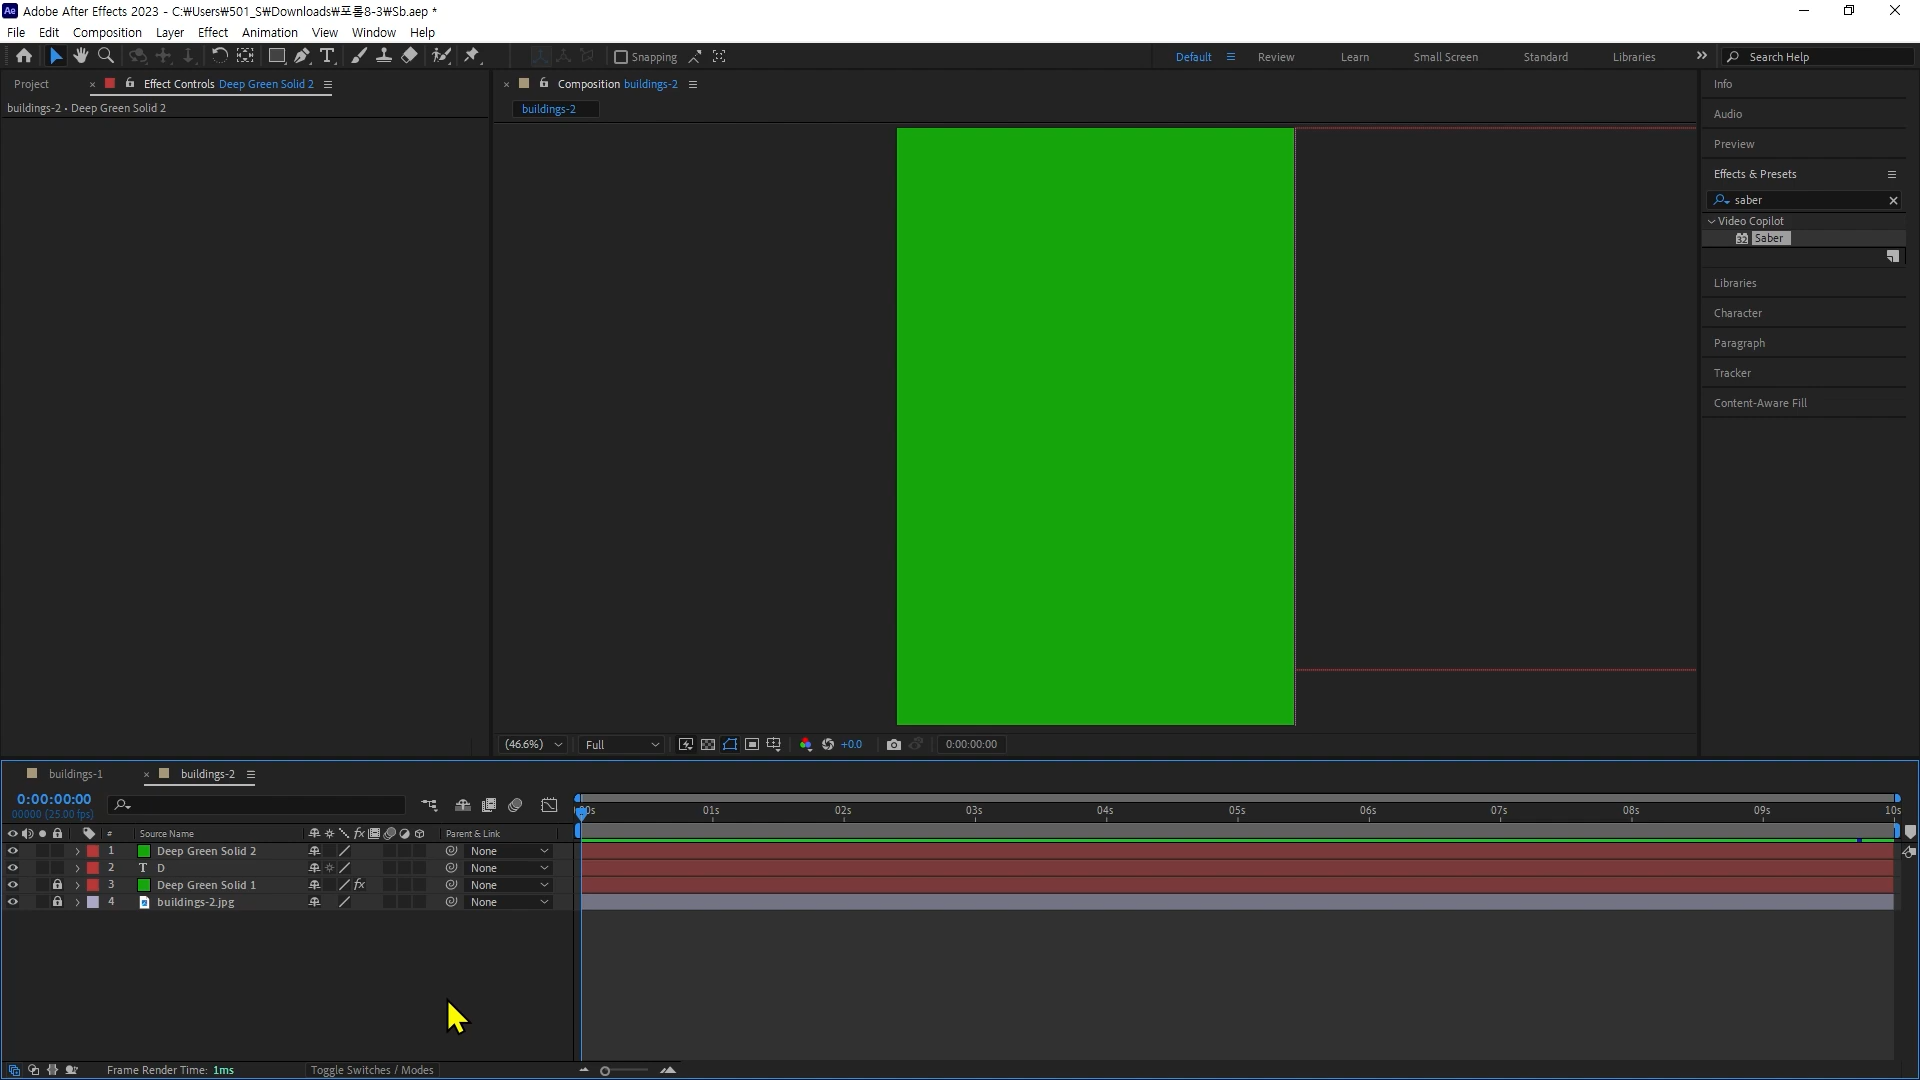 Adobe After Effects 2023 - C:₩Users₩501_S₩Downloads₩포롤8-3₩Sb.aep *
File Edit Composition Layer Effect Animation View Window Help
Snapping
Default Review Learn Small Screen Standard Libraries Search Help
Project Effect Controls Deep Green Solid 2
buildings-2 • Deep Green Solid 2
Composition buildings-2
buildings-2
Info
Audio
Preview
Effects & Presets
saber
Video Copilot
32 Saber
Libraries
Character
Paragraph
Tracker
Content-Aware Fill
(46.6%) Full +0.0 0:00:00:00
buildings-1 buildings-2
0:00:00:00
00000 (25.00 fps)
:00s 01s 02s 03s 04s 05s 06s 07s 08s 09s 10s
# Source Name Parent & Link
1 Deep Green Solid 2 None
2 T D None
3 Deep Green Solid 1 fx None
4 buildings-2.jpg None
Frame Render Time: 1ms Toggle Switches / Modes